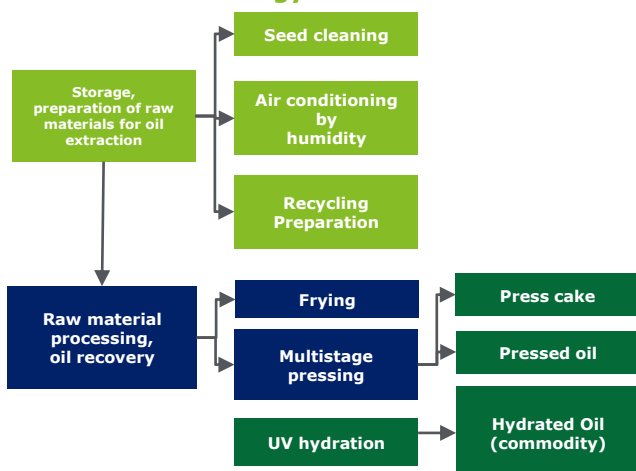 Seed cleaning
Storage,
preparation of raw
materials for oil
extraction
Air conditioning
by
humidity
Recycling
Preparation
Raw material
processing,
oil recovery
Frying
Multistage
pressing
Press cake
Pressed oil
UV hydration
Hydrated Oil
(commodity)